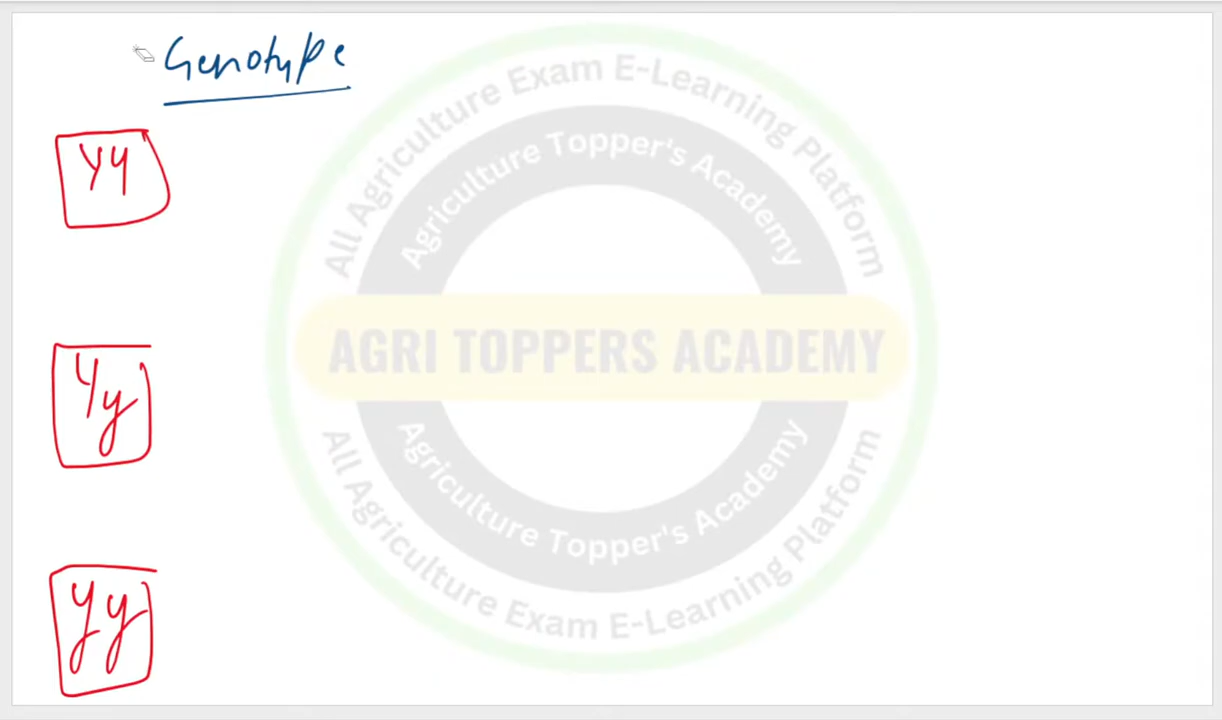 Genotype
YY
Yy
yy
All Agriculture Exam E-Learning Platform
Agriculture Topper's Academy
AGRI TOPPERS ACADEMY
Agriculture Topper's Academy
All Agriculture Exam E-Learning Platform